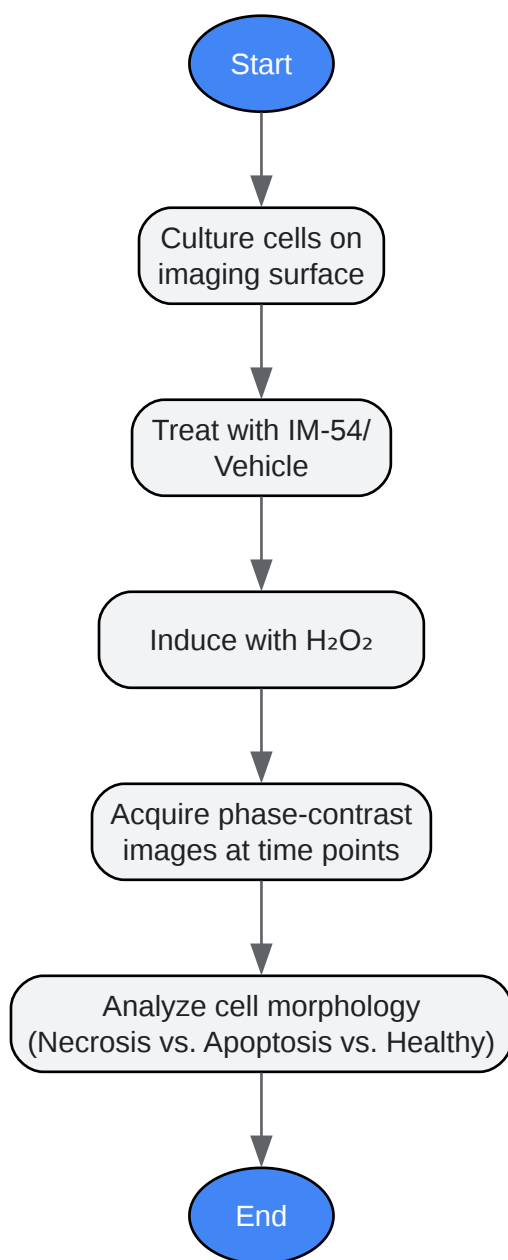 Start
Culture cells on
imaging surface
Treat with IM-54/
Vehicle
Induce with H₂O₂
Acquire phase-contrast
images at time points
Analyze cell morphology
(Necrosis vs. Apoptosis vs. Healthy)
End